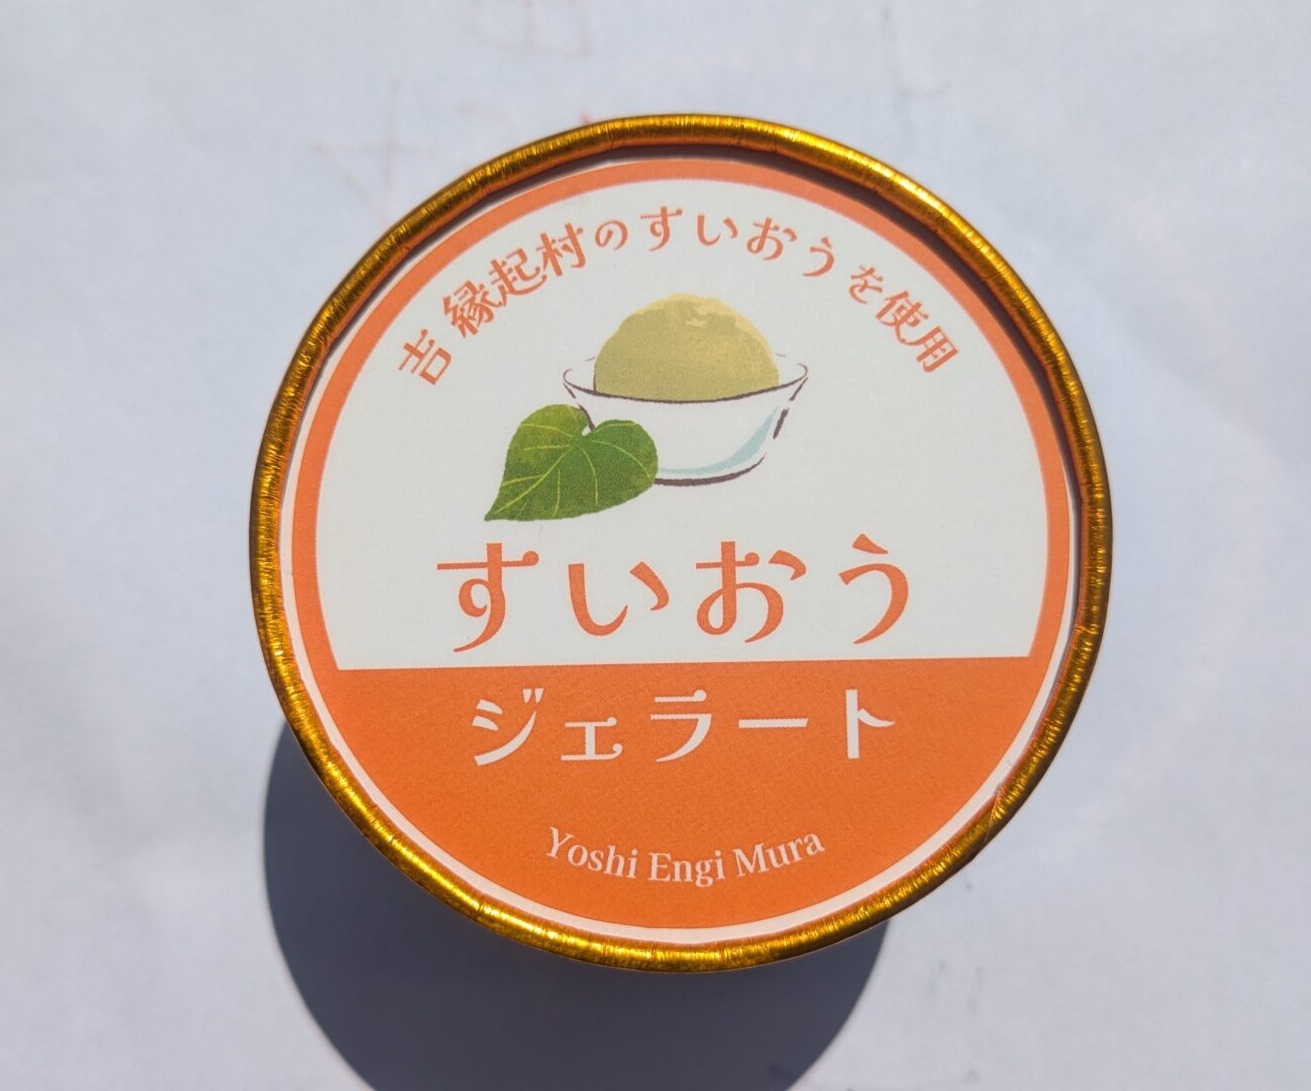 吉 縁起村のすいおうを使用
すいおう
ジェラート
Yoshi Engi Mura